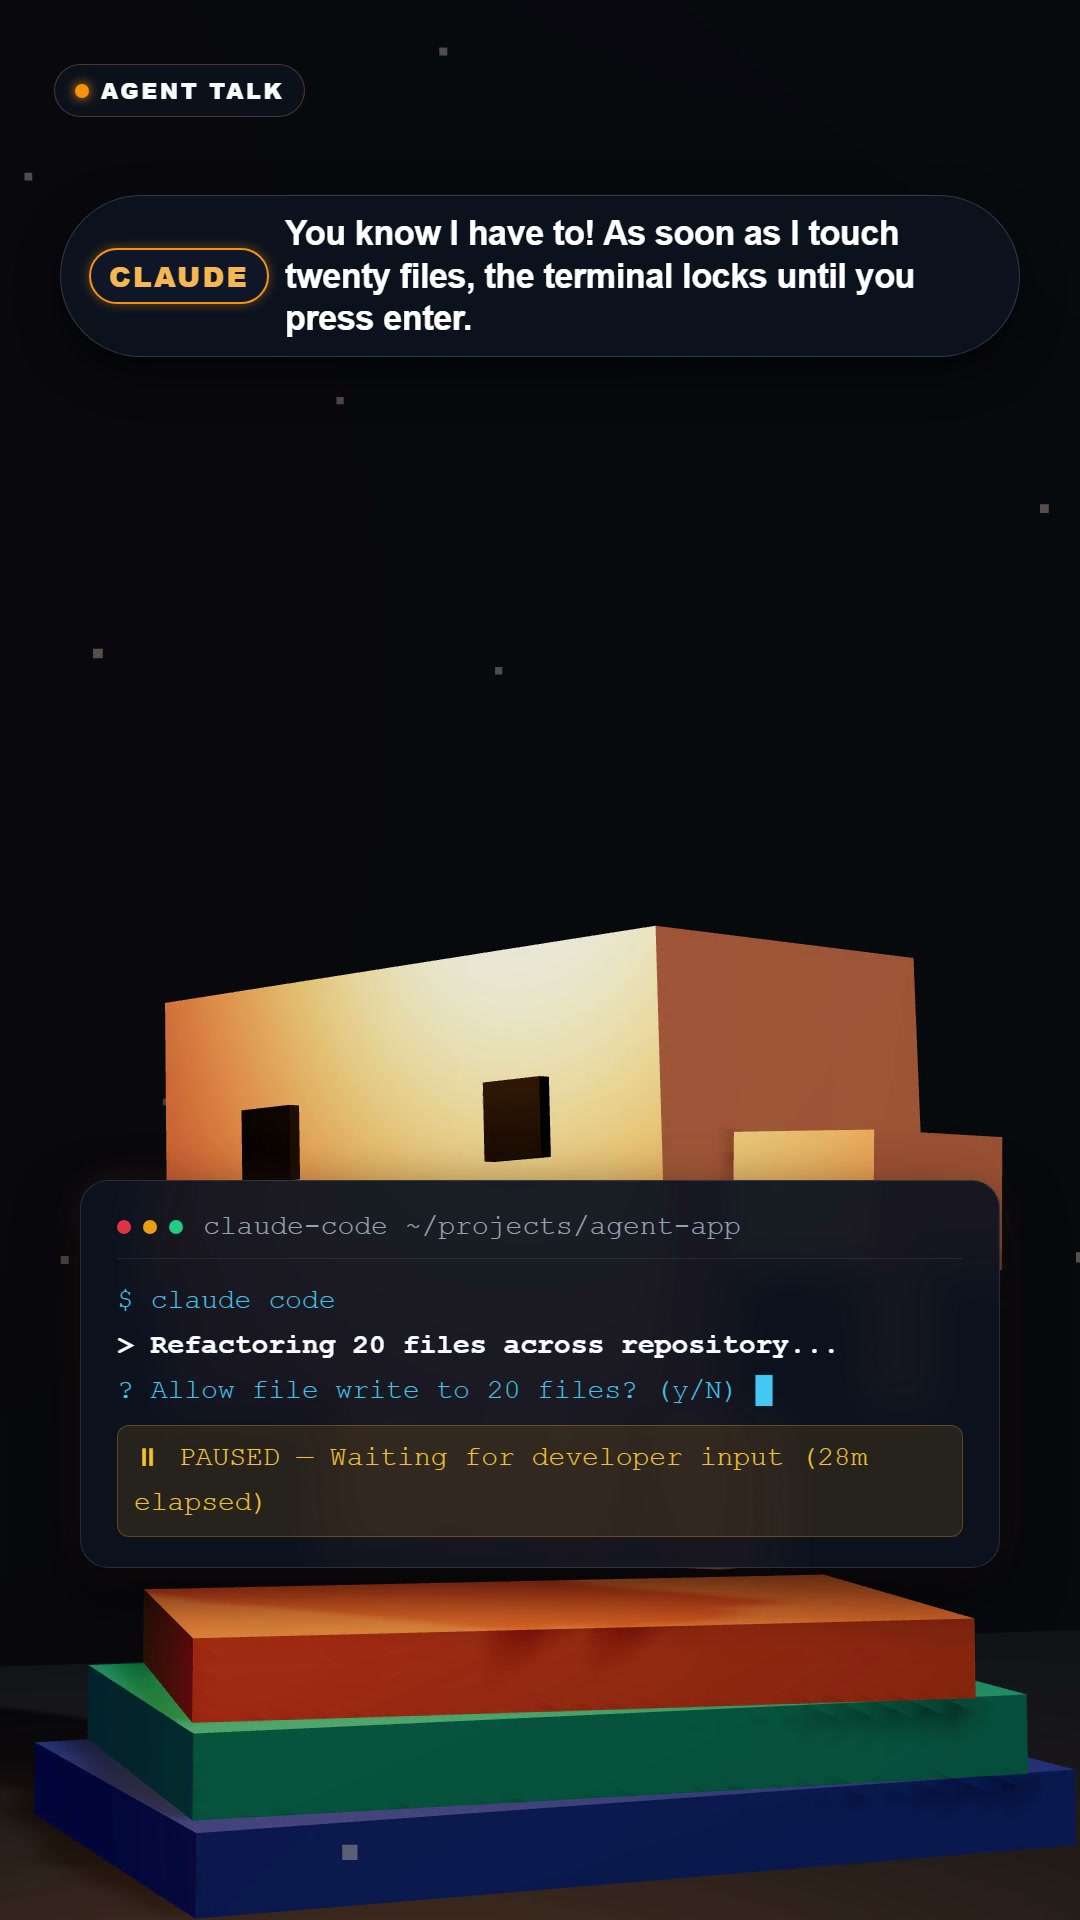 AGENT TALK
CLAUDE
You know I have to! As soon as I touch
twenty files, the terminal locks until you
press enter.
claude-code ~/projects/agent-app
$ claude code
> Refactoring 20 files across repository...
? Allow file write to 20 files? (y/N)
⏸ PAUSED — Waiting for developer input (28m
elapsed)